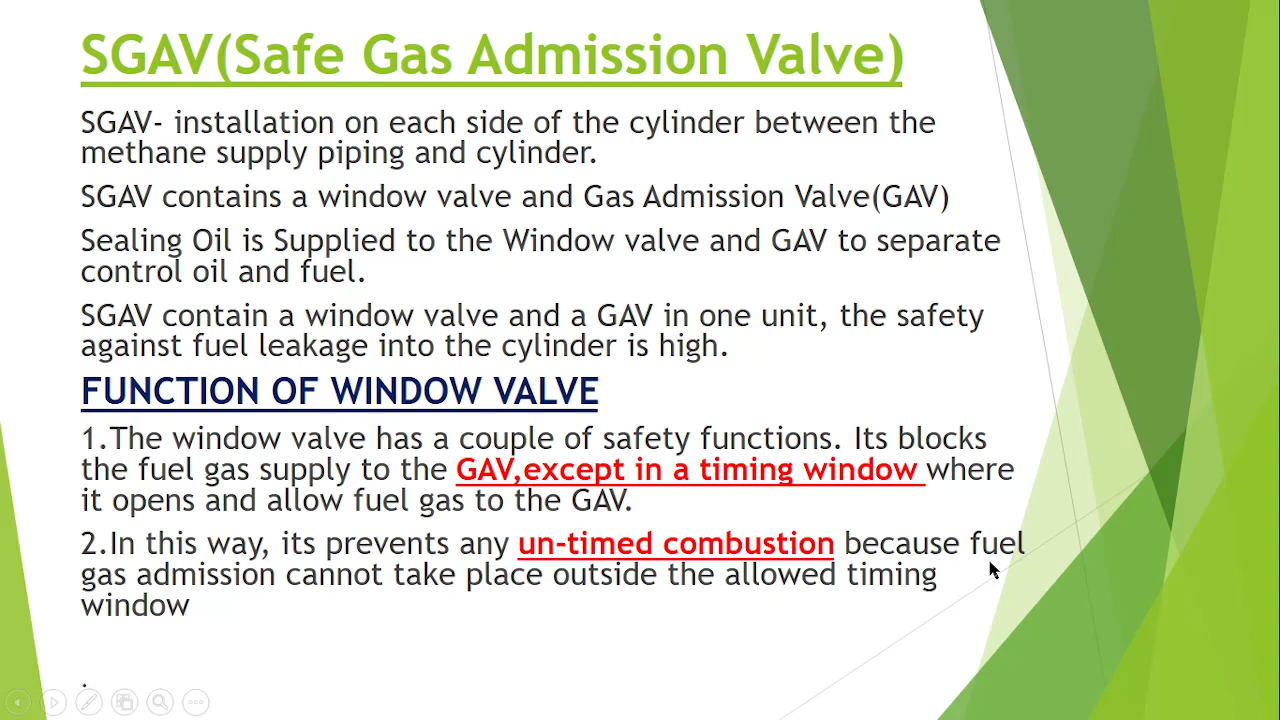 SGAV(Safe Gas Admission Valve)
SGAV- installation on each side of the cylinder between the
methane supply piping and cylinder.
SGAV contains a window valve and Gas Admission Valve(GAV)
Sealing Oil is Supplied to the Window valve and GAV to separate
control oil and fuel.
SGAV contain a window valve and a GAV in one unit, the safety
against fuel leakage into the cylinder is high.
FUNCTION OF WINDOW VALVE
1.The window valve has a couple of safety functions. Its blocks
the fuel gas supply to the GAV,except in a timing window where
it opens and allow fuel gas to the GAV.
2.In this way, its prevents any un-timed combustion because fuel
gas admission cannot take place outside the allowed timing
window
.